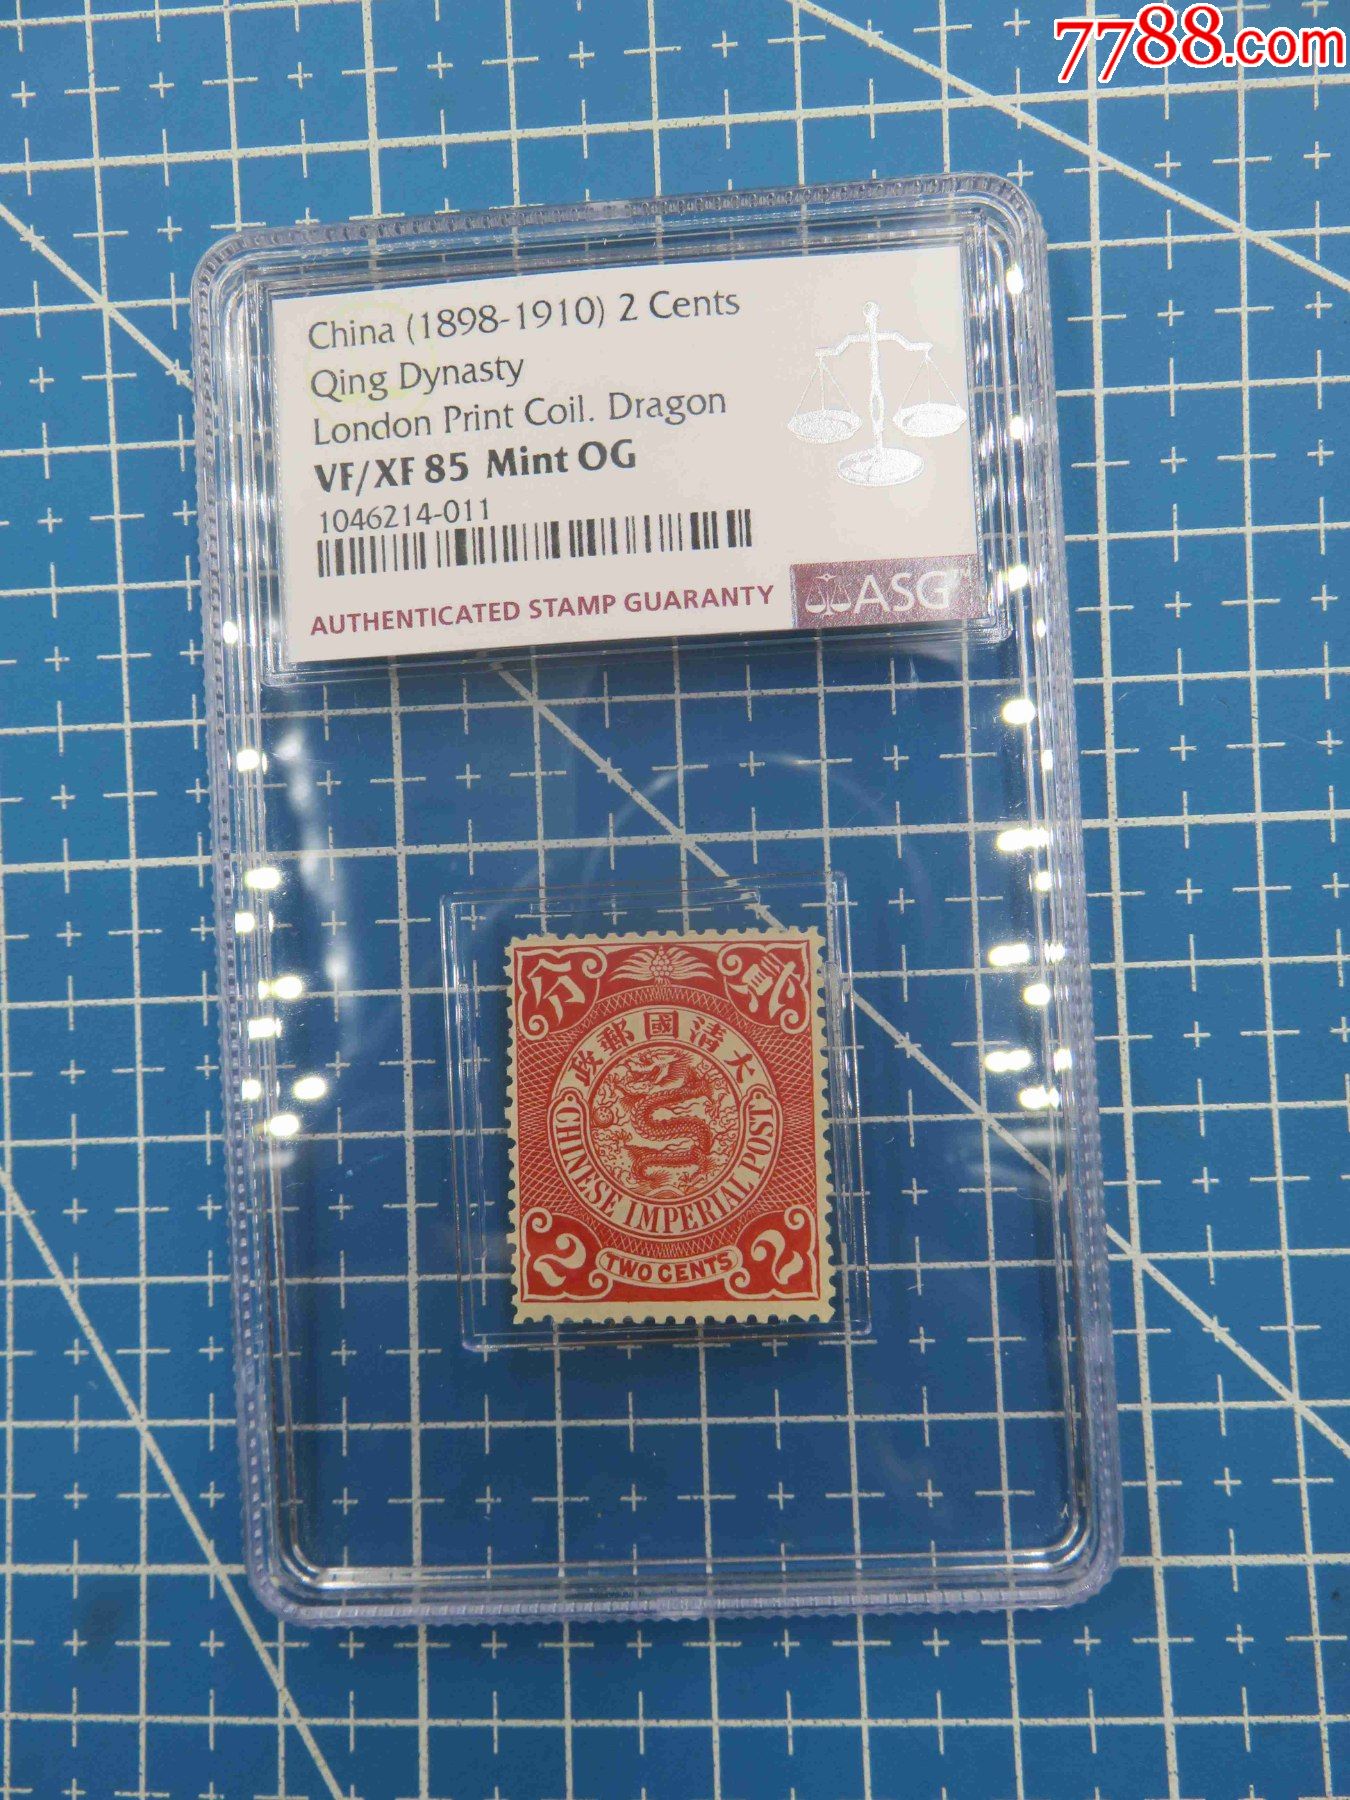 7788.com
China (1898-1910) 2 Cents
Qing Dynasty
London Print Coil. Dragon
VF/XF 85 Mint OG
1046214-011
AUTHENTICATED STAMP GUARANTY
ASG
分 貳
政郵國清大
CHINESE IMPERIAL POST
2 TWO CENTS 2